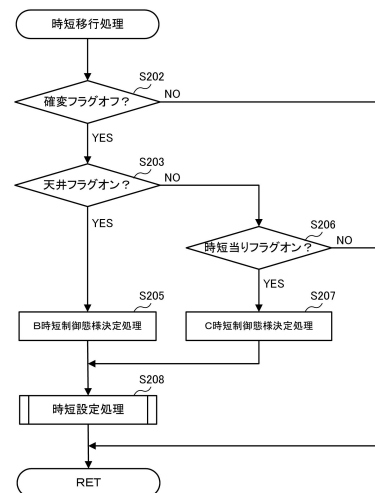 時短移行処理
S202
確変フラグオフ？
NO
YES
S203
天井フラグオン？
NO
YES
S206
時短当りフラグオン？
NO
YES
S205
B時短制御態様決定処理
S207
C時短制御態様決定処理
S208
時短設定処理
RET